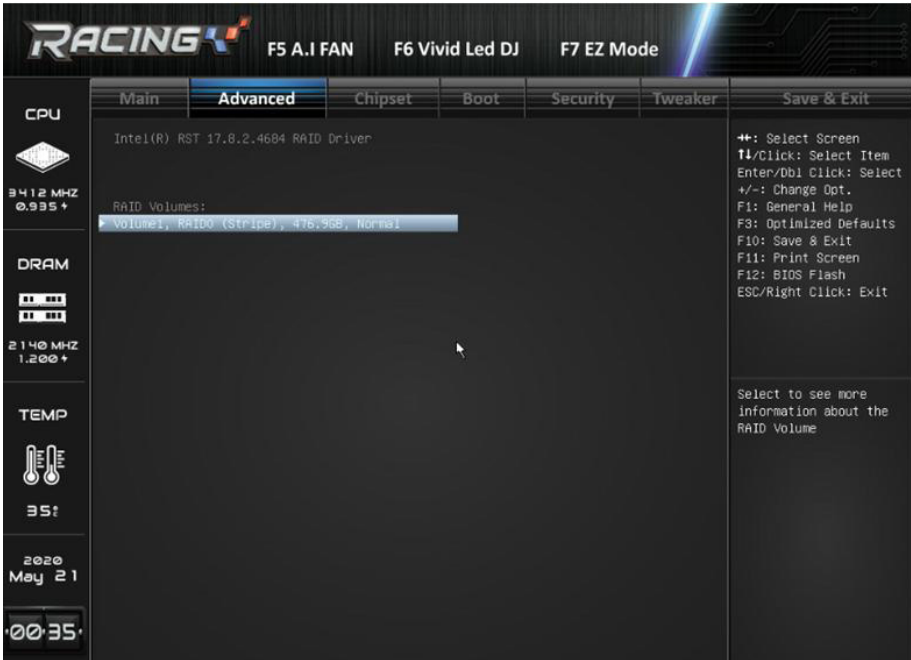 RACING
F5 A.I FAN F6 Vivid Led DJ F7 EZ Mode
Main Advanced Chipset Boot Security Tweaker Save & Exit
CPU
3412 MHZ
0.935
DRAM
2140 MHZ
1.200
TEMP
35
2020
May 21
00:35
Intel(R) RST 17.8.2.4684 RAID Driver
RAID Volumes:
Volume1, RAID0 (Stripe), 476.9GB, Normal
: Select Screen
↑↓/Click: Select Item
Enter/Dbl Click: Select
+/-: Change Opt.
F1: General Help
F3: Optimized Defaults
F10: Save & Exit
F11: Print Screen
F12: BIOS Flash
ESC/Right Click: Exit
Select to see more
information about the
RAID Volume